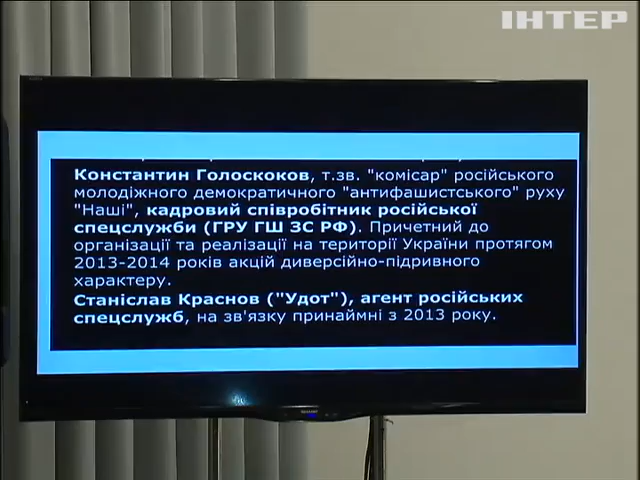 ІНТЕР
Константин Голоскоков, т.зв. "комісар" російського
молодіжного демократичного "антифашистського" руху
"Наші", кадровий співробітник російської
спецслужби (ГРУ ГШ ЗС РФ). Причетний до
організації та реалізації на території України протягом
2013-2014 років акцій диверсійно-підривного
характеру.
Станіслав Краснов ("Удот"), агент російських
спецслужб, на зв'язку принаймні з 2013 року.